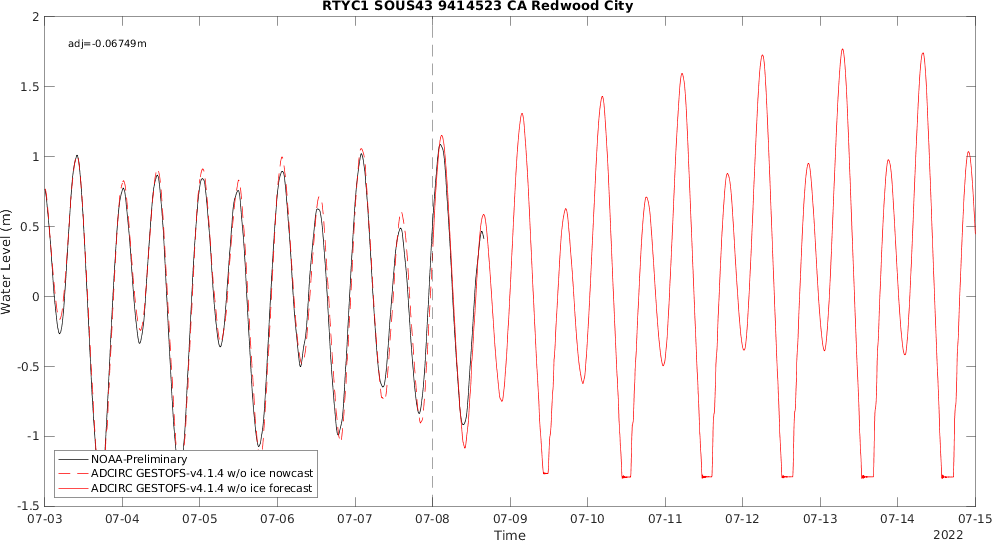 RTYC1 SOUS43 9414523 CA Redwood City
adj=-0.06749m
2
1.5
1
0.5
0
-0.5
-1
-1.5
Water Level (m)
NOAA-Preliminary
ADCIRC GESTOFS-v4.1.4 w/o ice nowcast
ADCIRC GESTOFS-v4.1.4 w/o ice forecast
07-03 07-04 07-05 07-06 07-07 07-08 07-09 07-10 07-11 07-12 07-13 07-14 07-15
Time
2022